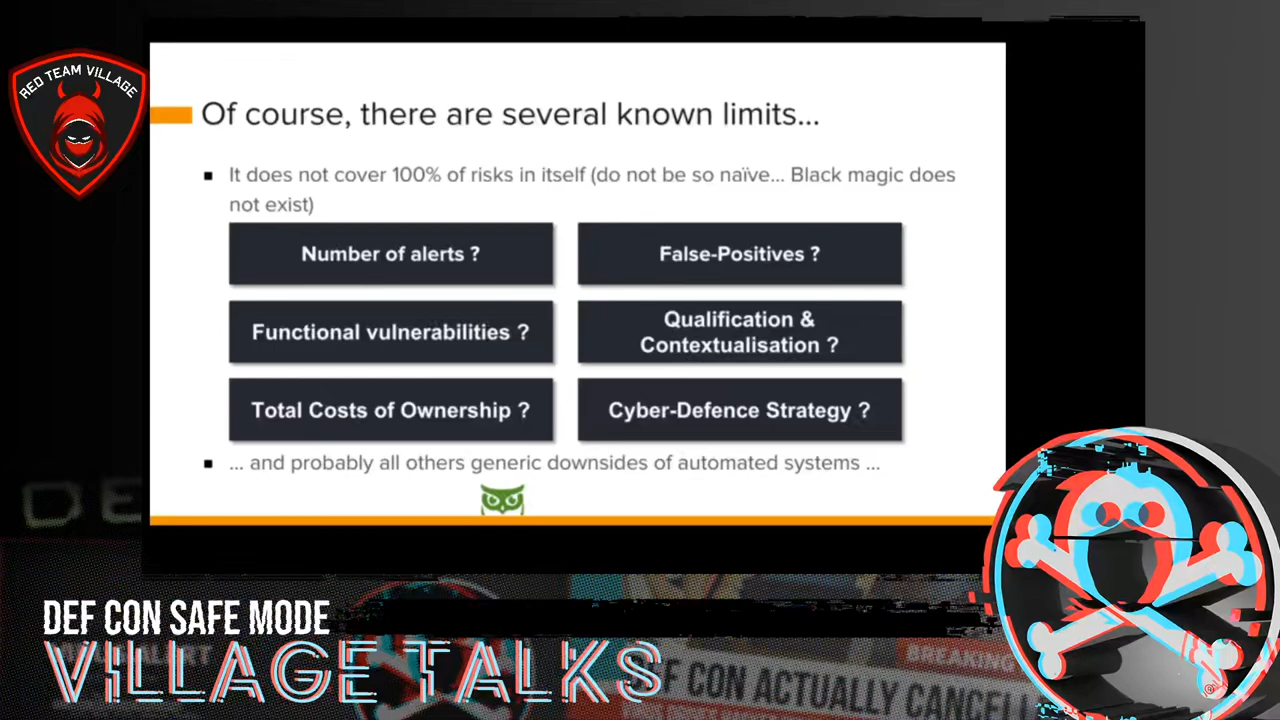 RED TEAM VILLAGE
Of course, there are several known limits...
It does not cover 100% of risks in itself (do not be so naïve... Black magic does
not exist)
Number of alerts ?
False-Positives ?
Functional vulnerabilities ?
Qualification &
Contextualisation ?
Total Costs of Ownership ?
Cyber-Defence Strategy ?
... and probably all others generic downsides of automated systems ...
DEF CON SAFE MODE
VILLAGE TALKS
BREAKING
DEF CON ACTUALLY